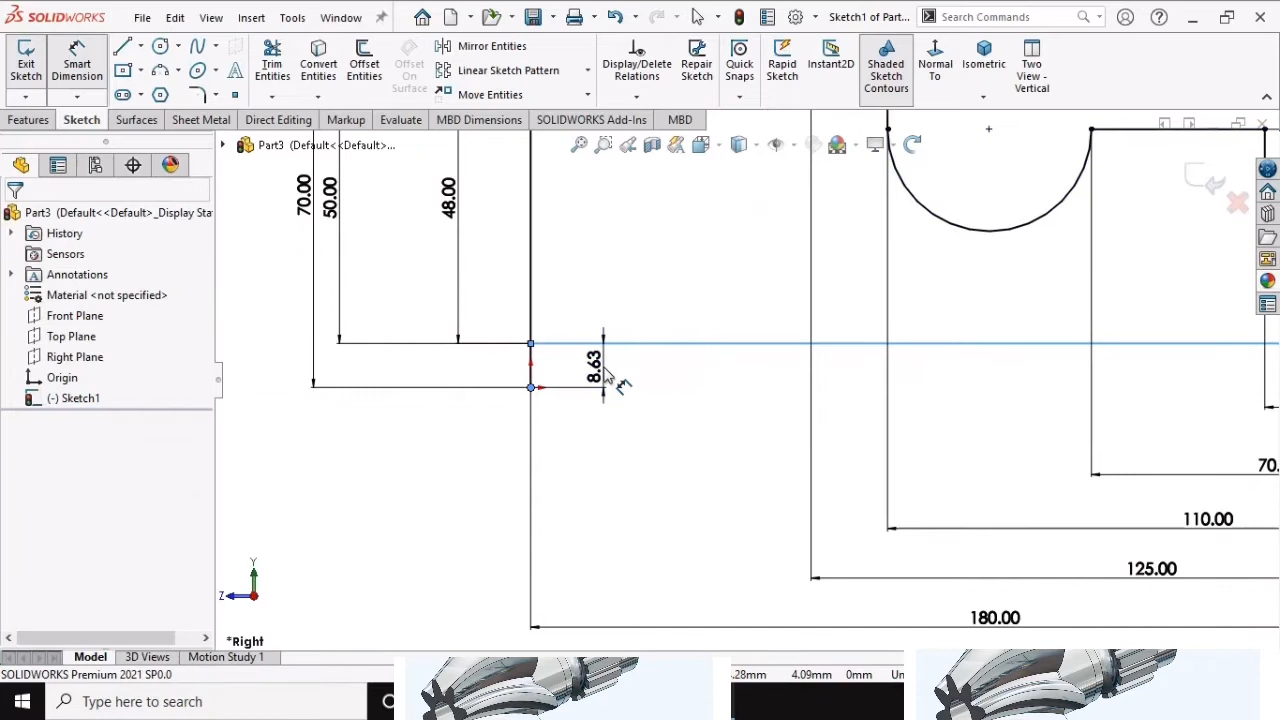 SOLIDWORKS File Edit View Insert Tools Window Sketch1 of Part... Search Commands
Exit Sketch Smart Dimension Trim Entities Convert Entities Offset Entities Offset On Surface Mirror Entities Linear Sketch Pattern Move Entities Display/Delete Relations Repair Sketch Quick Snaps Rapid Sketch Instant2D Shaded Sketch Contours Normal To Isometric Two View - Vertical
Features Sketch Surfaces Sheet Metal Direct Editing Markup Evaluate MBD Dimensions SOLIDWORKS Add-Ins MBD
Part3 (Default<<Default>...
Part3 (Default<<Default>_Display Sta
History
Sensors
Annotations
Material <not specified>
Front Plane
Top Plane
Right Plane
Origin
(-) Sketch1
70.00
50.00
48.00
8.63
70.
110.00
125.00
180.00
Y
Z
*Right
Model 3D Views Motion Study 1
SOLIDWORKS Premium 2021 SP0.0 .28mm 4.09mm 0mm Un
Type here to search